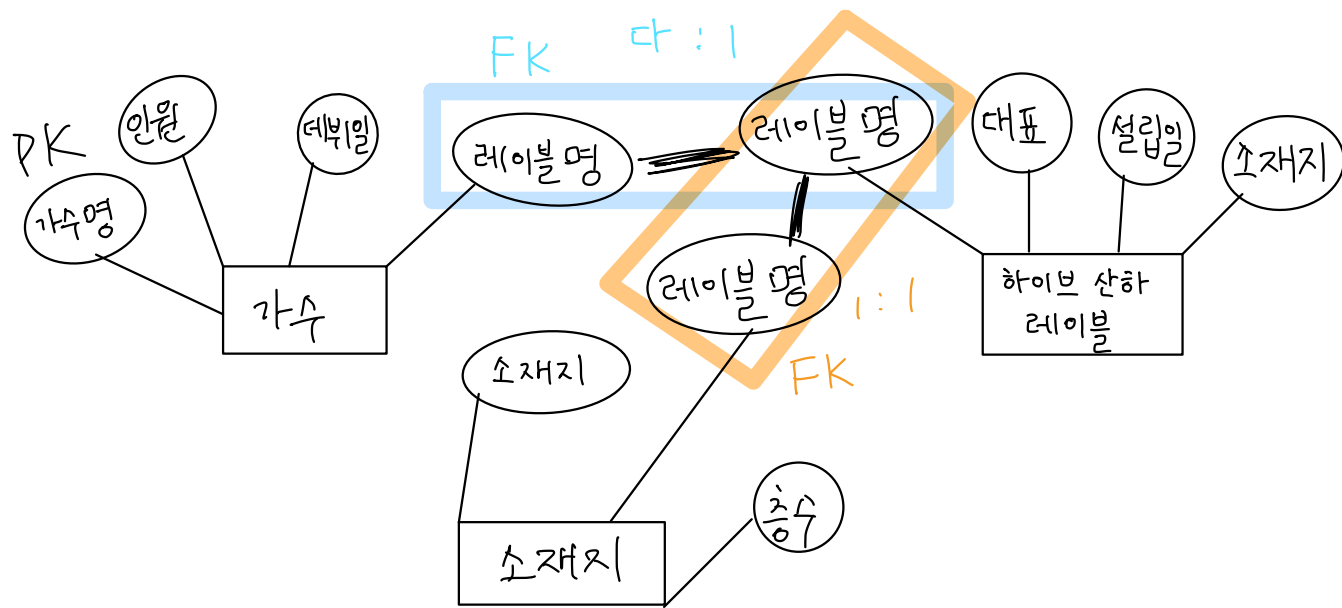 FK 다 : 1
PK
인원
데뷔일
레이블명
레이블명
대표
설립일
소재지
가수명
가수
레이블명
1 : 1
FK
하이브 산하
레이블
소재지
층수
소재지